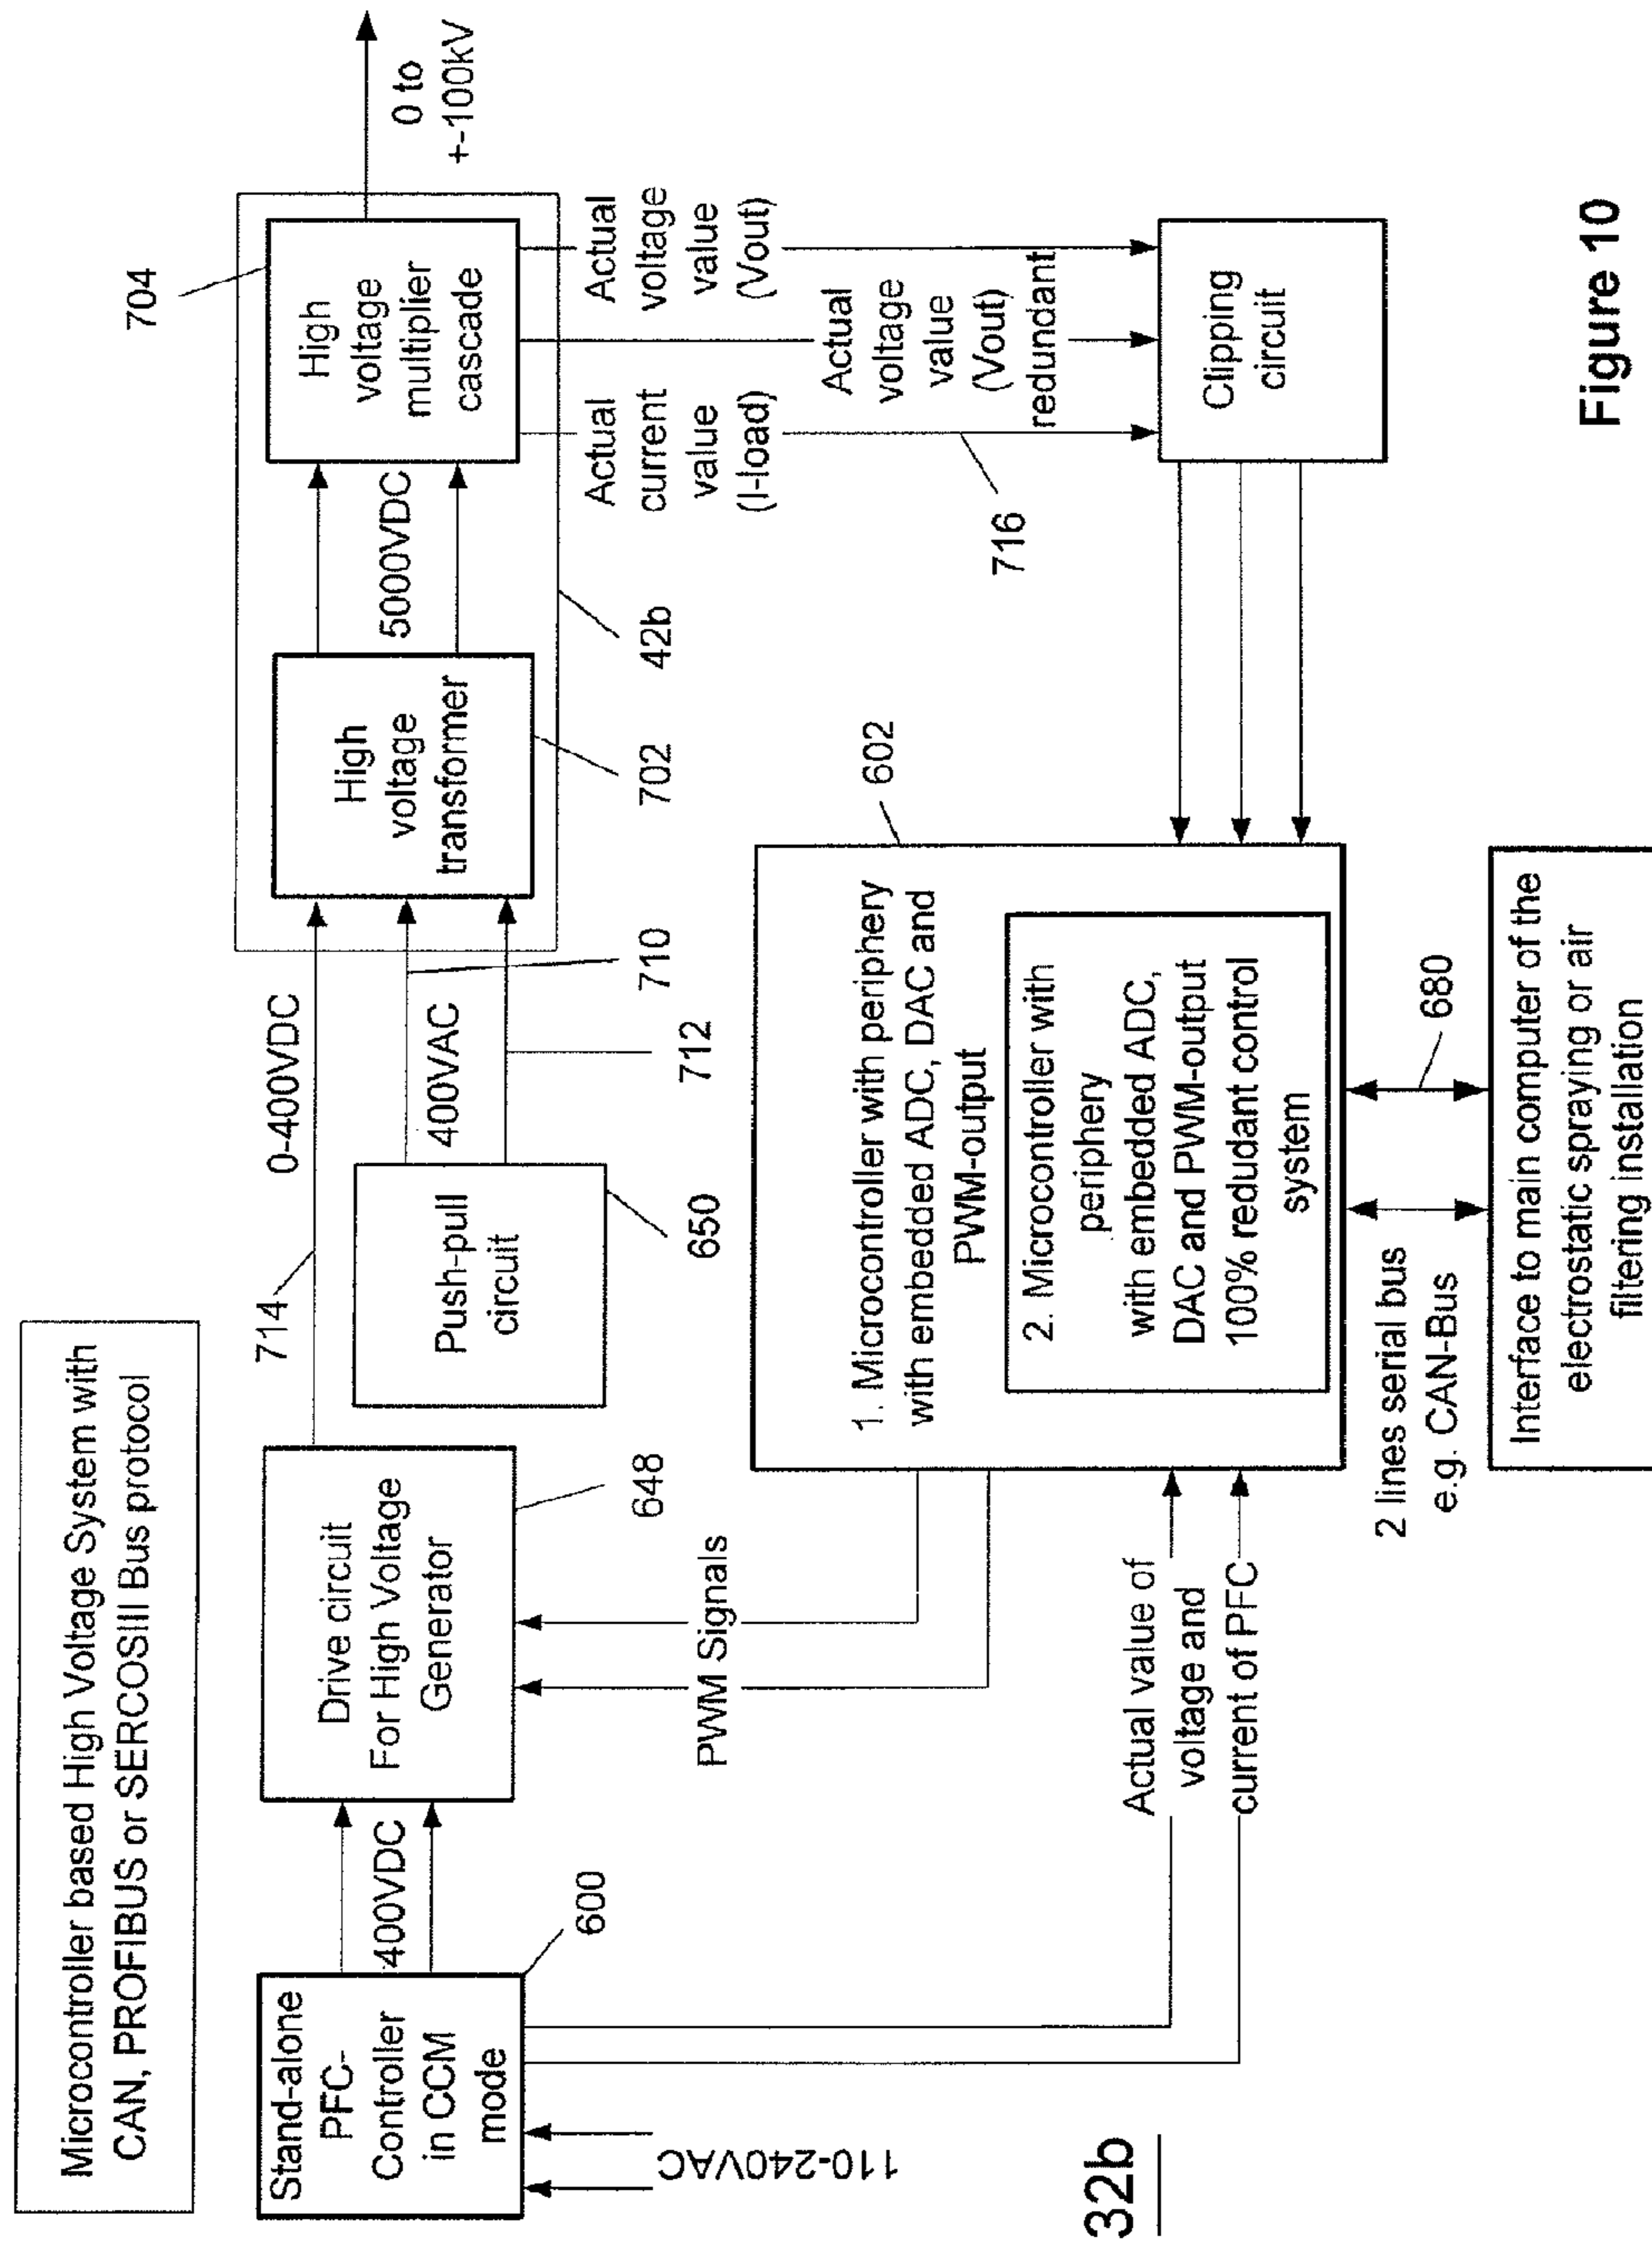 Microcontroller based High Voltage System with
CAN, PROFIBUS or SERCOSIII Bus protocol
Stand-alone
PFC-
Controller
in CCM
mode
600
110-240VAC
400VDC
Drive circuit
For High Voltage
Generator
648
PWM Signals
714
0-400VDC
Push-pull
circuit
650
400VAC
710
712
High
voltage
transformer
702
42b
5000VDC
High
voltage
multiplier
cascade
704
0 to
+-100kV
Actual
current
value
(I-load)
Actual
voltage
value
(Vout)
redundant
Actual
voltage
value
(Vout)
716
Clipping
circuit
602
1. Microcontroller with periphery
with embedded ADC, DAC and
PWM-output
2. Microcontroller with
periphery
with embedded ADC,
DAC and PWM-output
100% redudant control
system
Actual value of
voltage and
current of PFC
2 lines serial bus
e.g. CAN-Bus
680
Interface to main computer of the
electrostatic spraying or air
filtering installation
32b
Figure 10